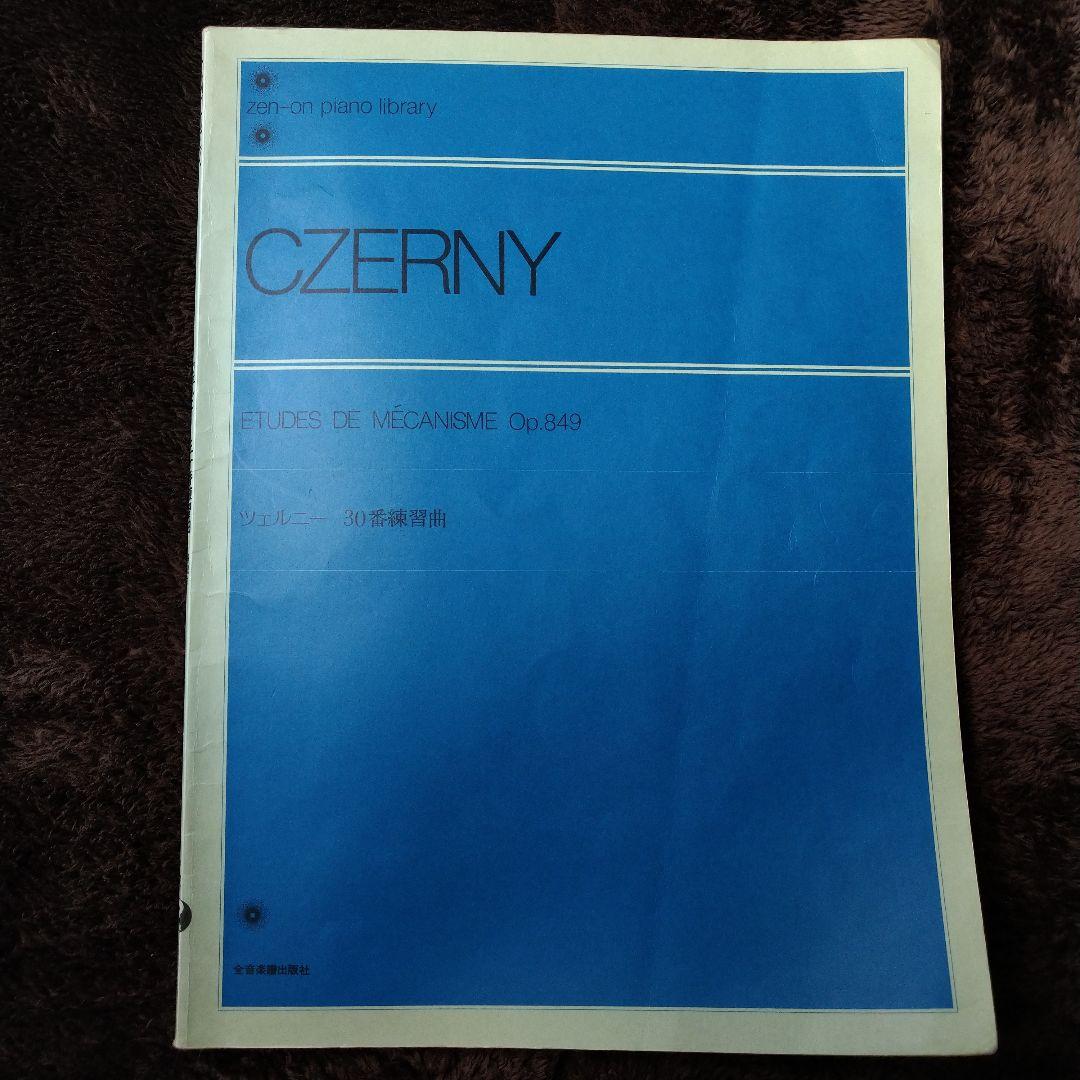 zen-on piano library
CZERNY
ETUDES DE MÉCANISME Op.849
ツェルニー 30番練習曲
全音楽譜出版社